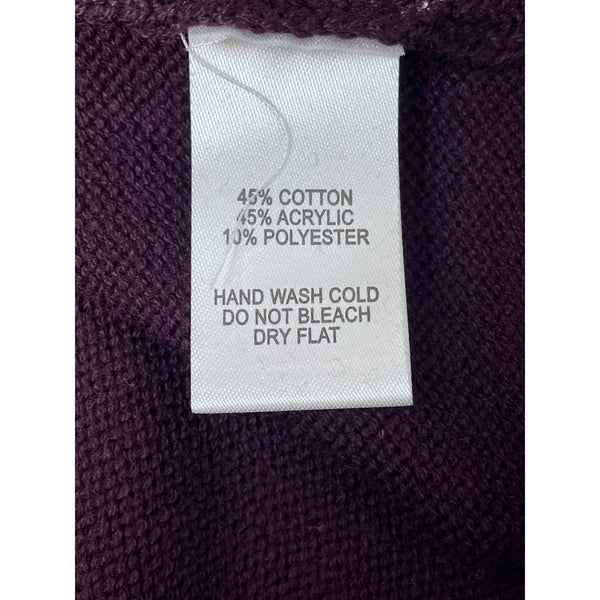 45% COTTON
45% ACRYLIC
10% POLYESTER
HAND WASH COLD
DO NOT BLEACH
DRY FLAT